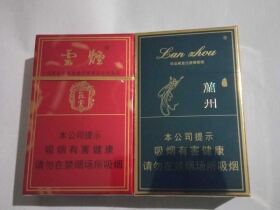 雲煙
本公司提示
吸烟有害健康
请勿在禁烟场所吸烟
Lan zhou
蘭州
本公司提示
吸烟有害健康
请勿在禁烟场所吸烟